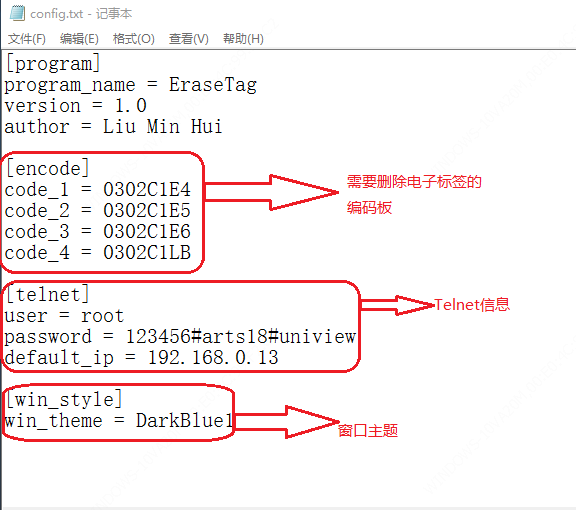 config.txt - 记事本
文件(F) 编辑(E) 格式(O) 查看(V) 帮助(H)
[program]
program_name = EraseTag
version = 1.0
author = Liu Min Hui
[encode]
code_1 = 0302C1E4
code_2 = 0302C1E5
code_3 = 0302C1E6
code_4 = 0302C1LB
需要删除电子标签的
编码板
[telnet]
user = root
password = 123456#arts18#uniview
default_ip = 192.168.0.13
Telnet信息
[win_style]
win_theme = DarkBlue1
窗口主题